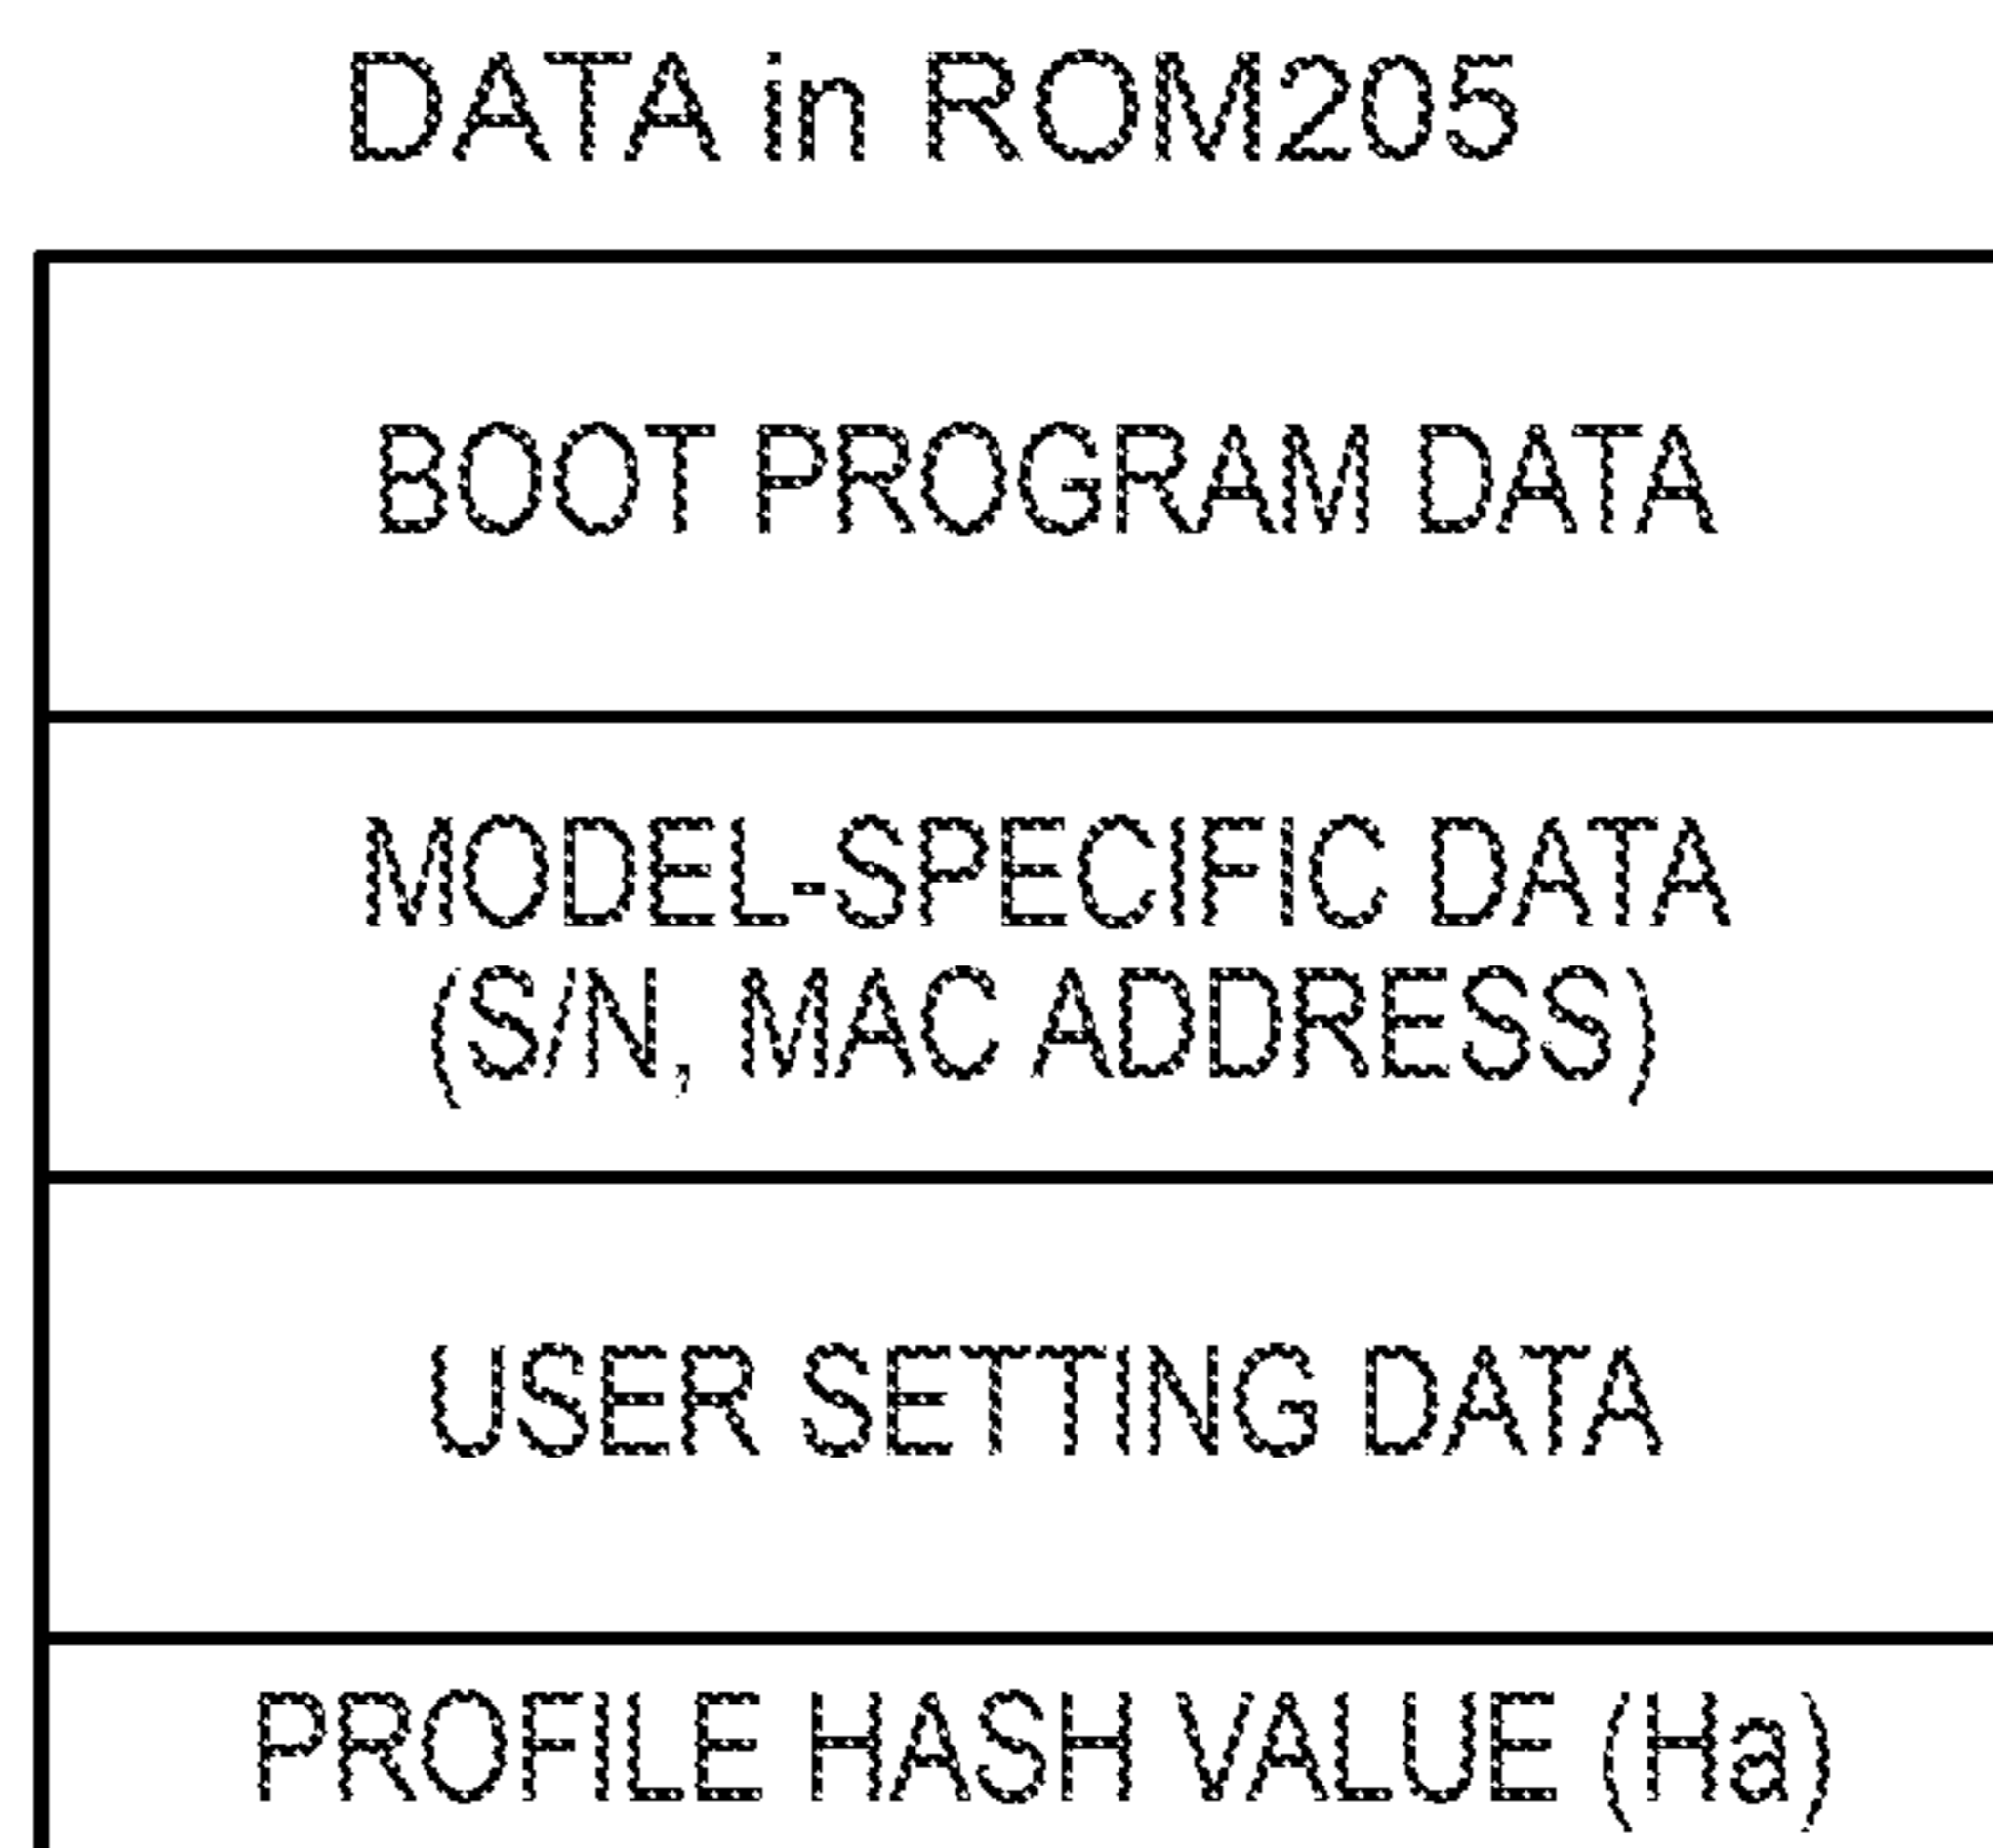 DATA in ROM205
BOOT PROGRAM DATA
MODEL-SPECIFIC DATA
(S/N, MAC ADDRESS)
USER SETTING DATA
PROFILE HASH VALUE (Ha)